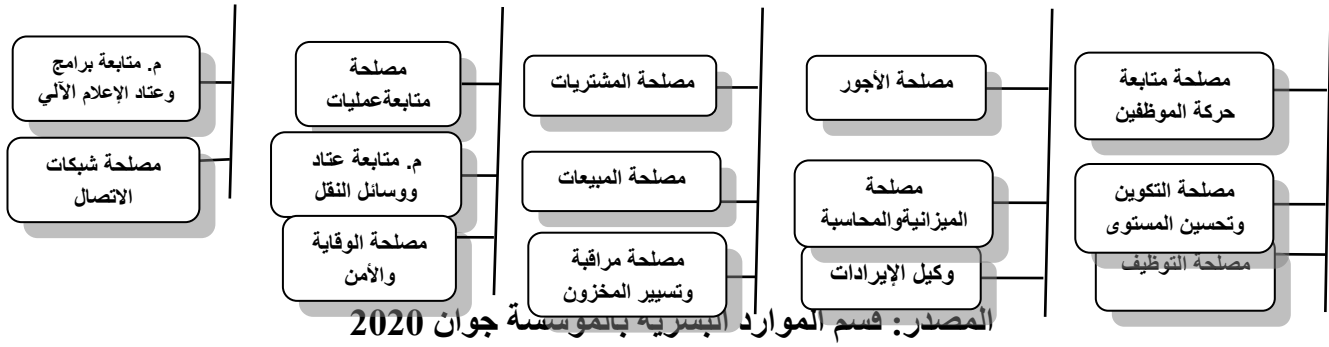 مصلحة متابعة
حركة الموظفين
مصلحة التكوين
وتحسين المستوى
مصلحة التوظيف
مصلحة الأجور
مصلحة
الميزانيةوالمحاسبة
وكيل الإيرادات
مصلحة المشتريات
مصلحة المبيعات
مصلحة مراقبة
وتسيير المخزون
مصلحة
متابعةعمليات
م. متابعة عتاد
ووسائل النقل
مصلحة الوقاية
والأمن
م. متابعة برامج
وعتاد الإعلام الآلي
مصلحة شبكات
الاتصال
المصدر: قسم الموارد البشرية بالمؤسسة جوان 2020